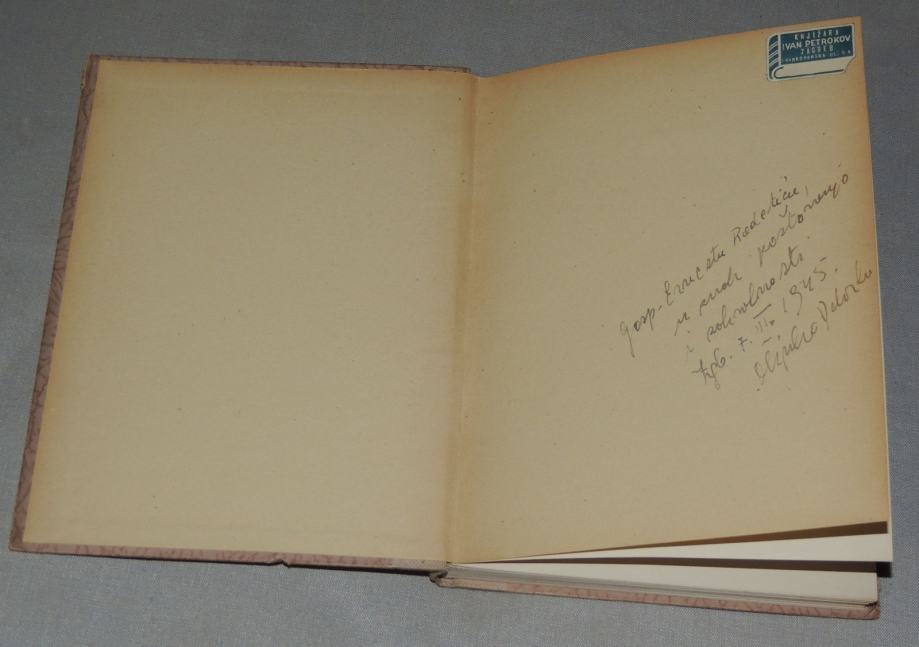 KNJIŽARA
IVAN PETROKOV
ZAGREB
Gosp. Ernestu Radetiću,
u znak poštovanja
i zahvalnosti.
Zgb. 7. III. 1945.